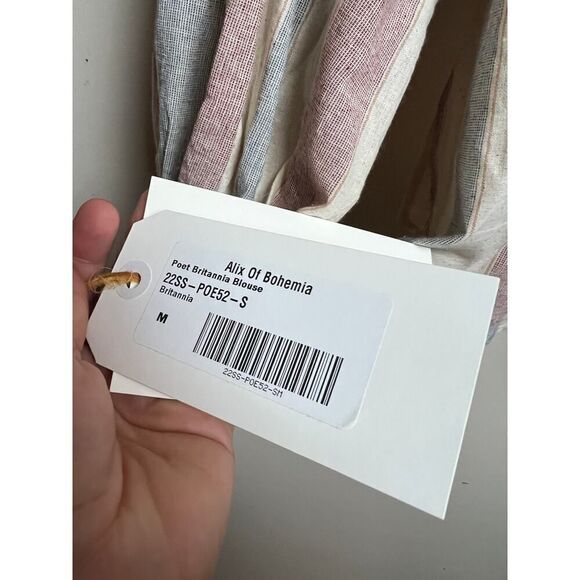 Alix Of Bohemia
Poet Britannia Blouse
22SS-POE52-S
Britannia
M
22SS-POE52-SM